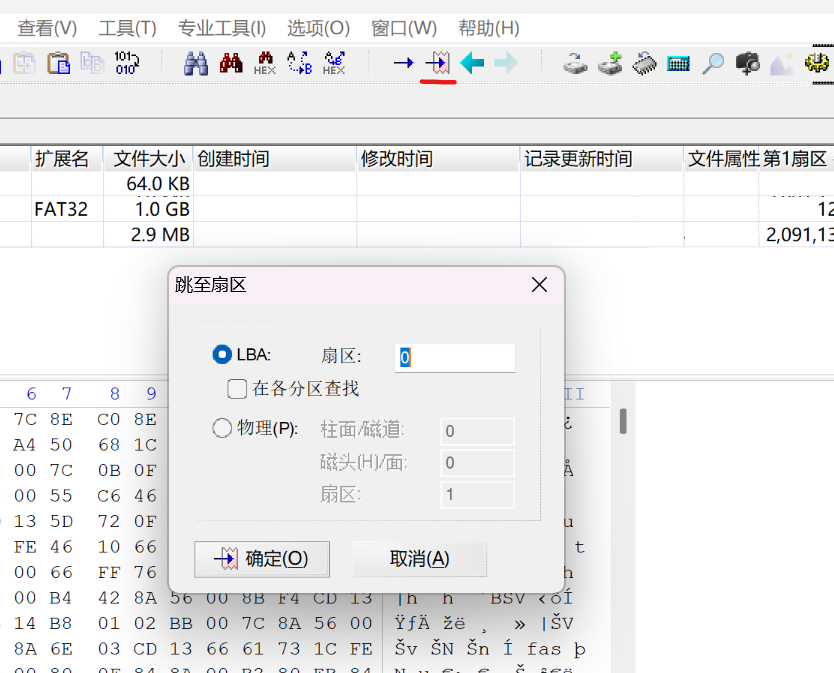 查看(V) 工具(T) 专业工具(I) 选项(O) 窗口(W) 帮助(H)
101 010 HEX B HEX
扩展名 文件大小 创建时间 修改时间 记录更新时间 文件属性 第1扇区
64.0 KB
FAT32 1.0 GB 12
2.9 MB 2,091,13
跳至扇区
LBA: 扇区: 0
在各分区查找
物理(P): 柱面/磁道: 0
磁头(H)/面: 0
扇区: 1
确定(O) 取消(A)
6 7 8 9
7C 8E C0 8E ¿
A4 50 68 1C
00 7C 0B 0F Å
00 55 C6 46
13 5D 72 0F u
FE 46 10 66 t
00 66 FF 76 h
00 B4 42 8A 56 00 8B F4 CD 13
14 B8 01 02 BB 00 7C 8A 56 00 ŸfÄ žë ¸ » |ŠV
8A 6E 03 CD 13 66 61 73 1C FE Šv ŠN Šn Í fas þ